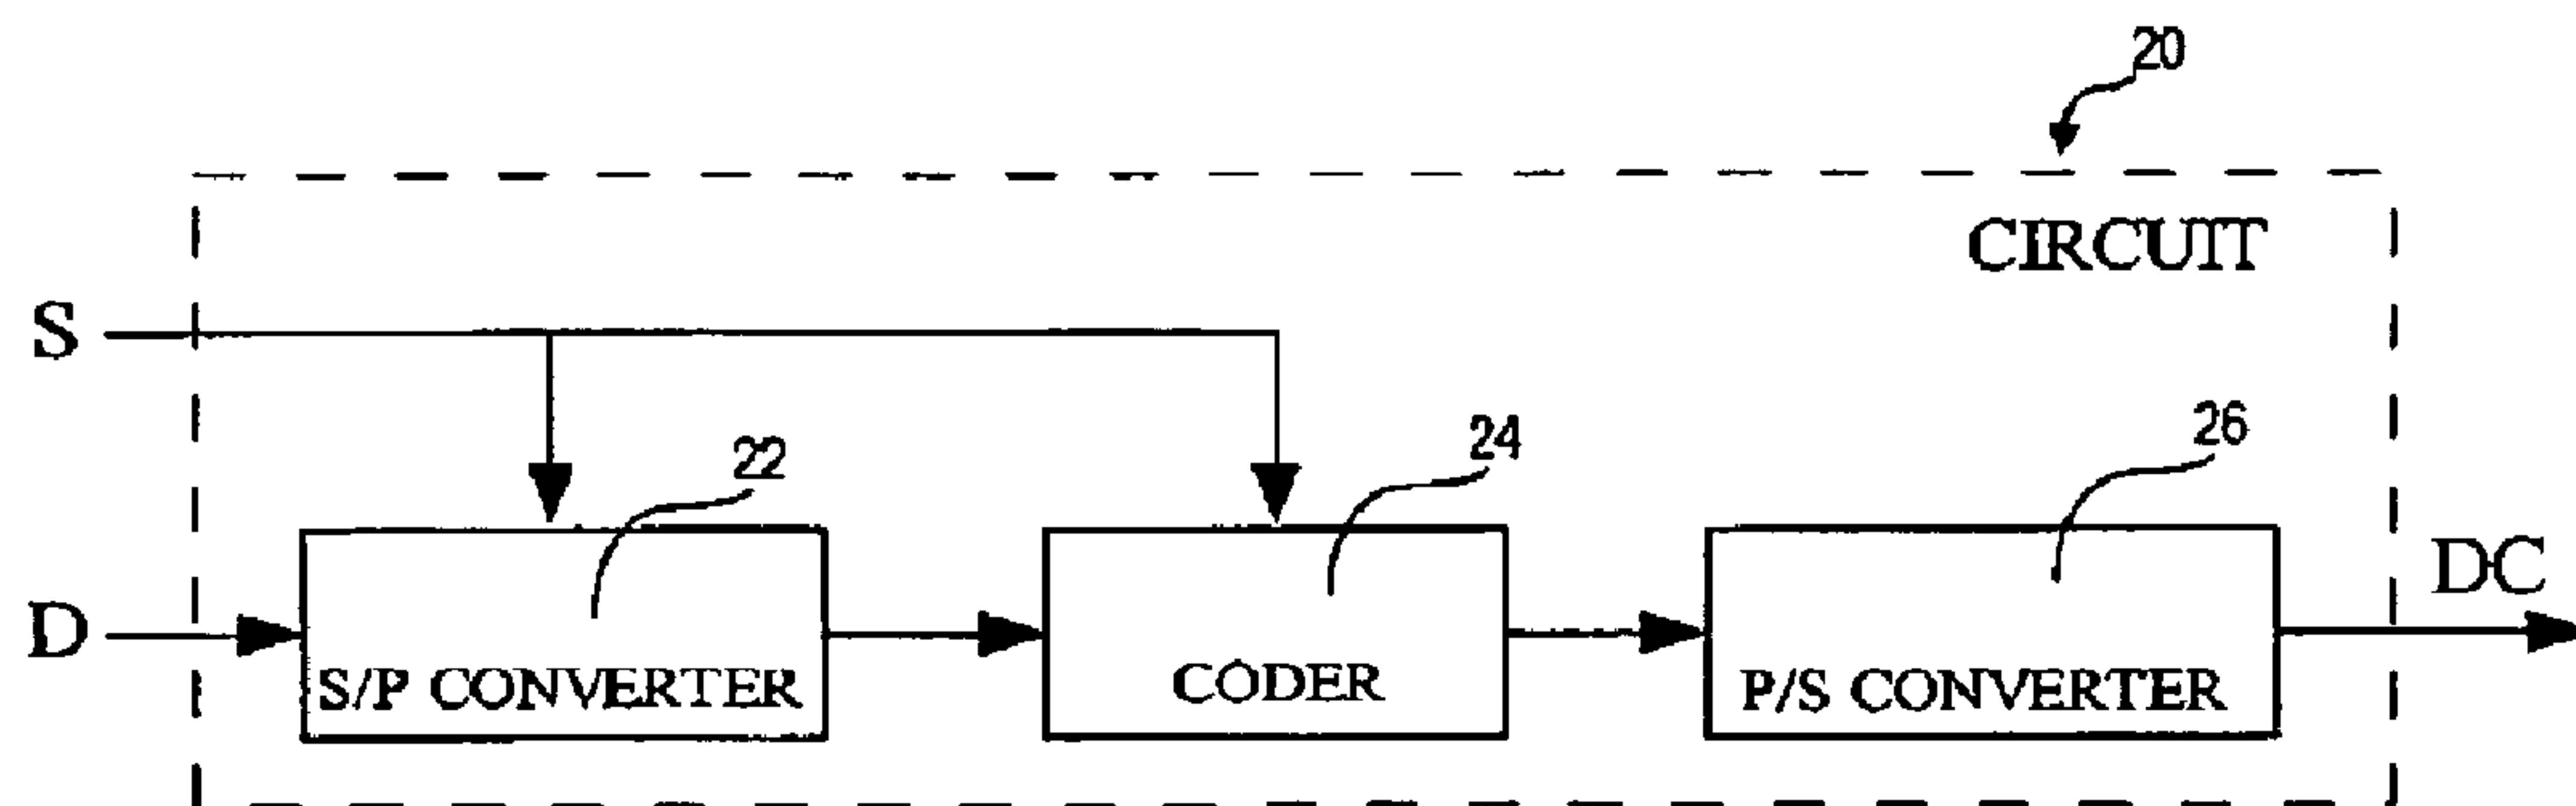 20
CIRCUIT
S
22
24
26
DC
D
S/P CONVERTER
CODER
P/S CONVERTER